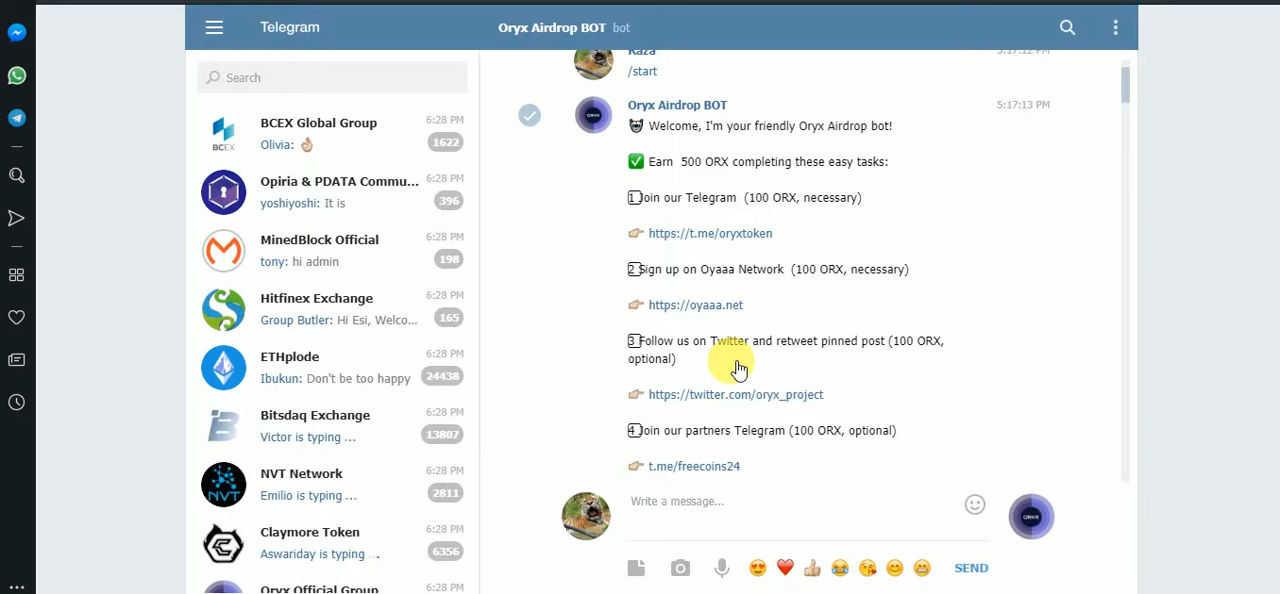 Telegram
Oryx Airdrop BOT bot
Search
BCEX Global Group 6:28 PM
Olivia: 👌🏼 1622
BCEX
Opiria & PDATA Commu... 6:28 PM
yoshiyoshi: It is 396
MinedBlock Official 6:28 PM
tony: hi admin 198
Hitfinex Exchange 6:28 PM
Group Butler: Hi Esi, Welco... 165
ETHplode 6:28 PM
Ibukun: Don't be too happy 24438
Bitsdaq Exchange 6:28 PM
Victor is typing ... 13807
NVT Network 6:28 PM
Emilio is typing ... 2811
NVT
Claymore Token 6:28 PM
Aswariday is typing ... 6356
Oryx Official Group 6:28 PM
Raza 5:17:12 PM
/start
Oryx Airdrop BOT 5:17:13 PM
ORYX
Welcome, I'm your friendly Oryx Airdrop bot!
✅ Earn 500 ORX completing these easy tasks:
1 Join our Telegram (100 ORX, necessary)
👉🏼 https://t.me/oryxtoken
2 Sign up on Oyaaa Network (100 ORX, necessary)
👉🏼 https://oyaaa.net
3 Follow us on Twitter and retweet pinned post (100 ORX,
optional)
👉🏼 https://twitter.com/oryx_project
4 Join our partners Telegram (100 ORX, optional)
👉🏼 t.me/freecoins24
Write a message...
ORYX
SEND